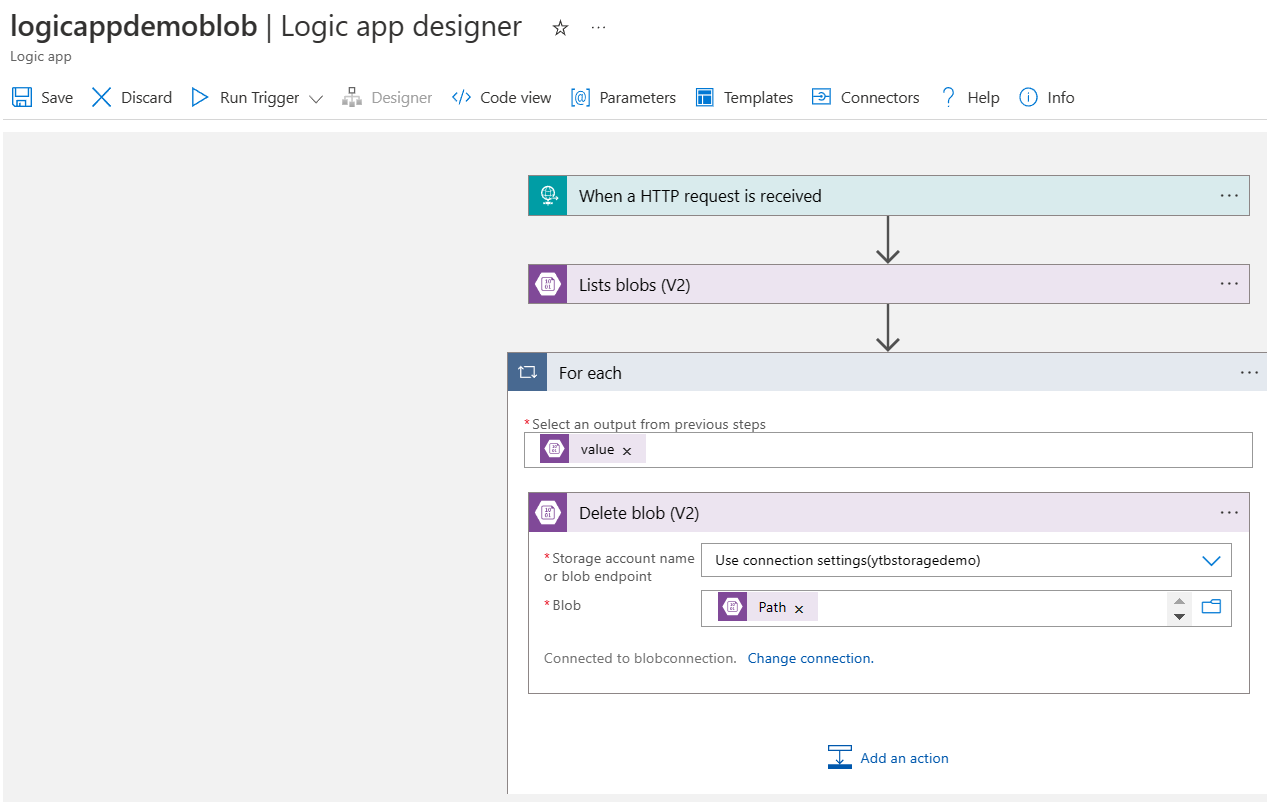 logicappdemoblob | Logic app designer ☆ ...
Logic app
Save Discard Run Trigger Designer </> Code view [@] Parameters Templates Connectors ? Help Info
When a HTTP request is received ...
Lists blobs (V2) ...
For each ...
*Select an output from previous steps
value ×
Delete blob (V2) ...
*Storage account name
or blob endpoint
Use connection settings(ytbstoragedemo)
*Blob
Path ×
Connected to blobconnection. Change connection.
Add an action